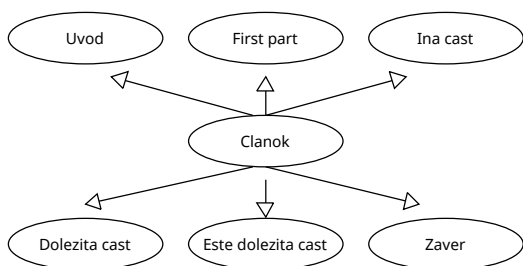 Uvod
First part
Ina cast
Clanok
Dolezita cast
Este dolezita cast
Zaver